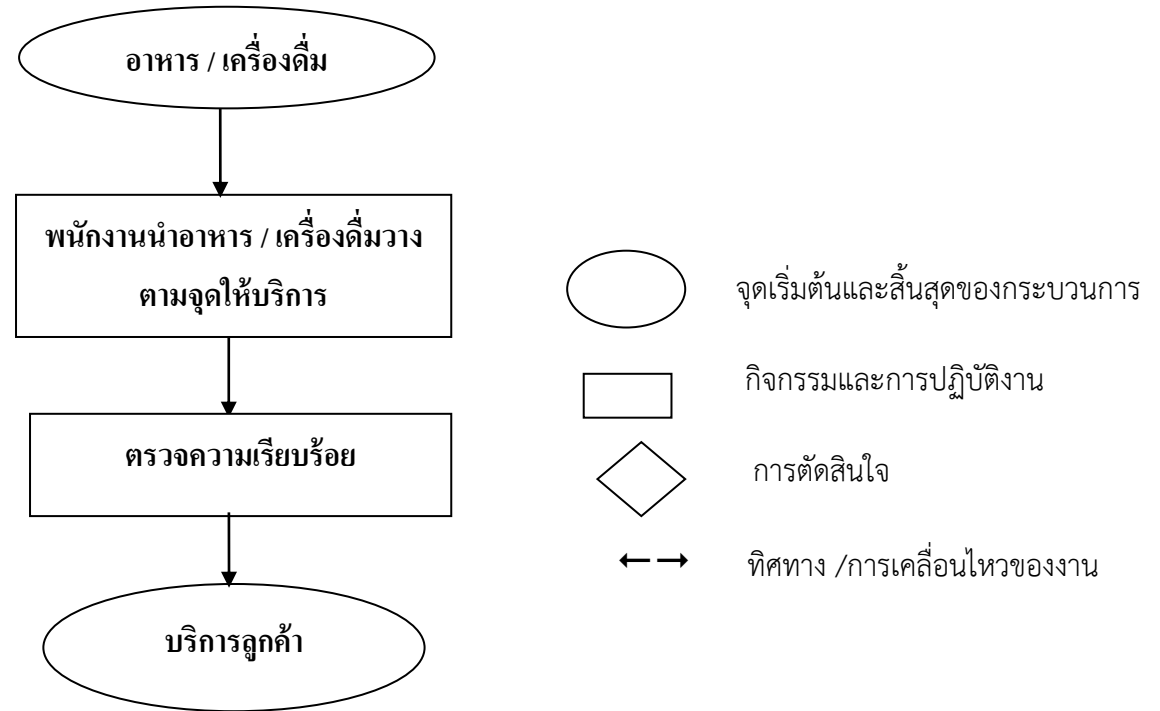 อาหาร / เครื่องดื่ม
พนักงานนำอาหาร / เครื่องดื่มวาง
ตามจุดให้บริการ
ตรวจความเรียบร้อย
บริการลูกค้า
จุดเริ่มต้นและสิ้นสุดของกระบวนการ
กิจกรรมและการปฏิบัติงาน
การตัดสินใจ
ทิศทาง /การเคลื่อนไหวของงาน